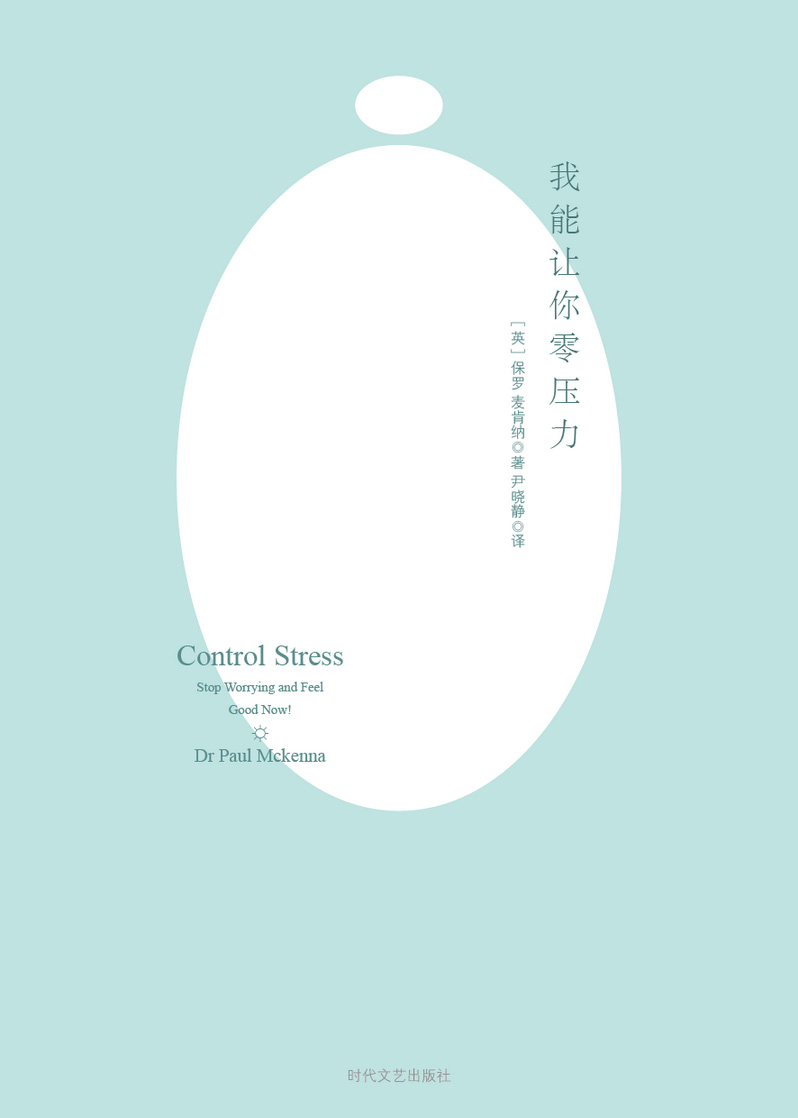 我能让你零压力
［英］保罗 麦肯纳◎著 尹晓静◎译
Control Stress
Stop Worrying and Feel
Good Now!
Dr Paul Mckenna
时代文艺出版社